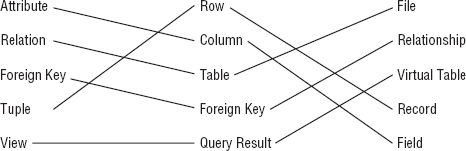 Attribute Row File
Relation Column Relationship
Foreign Key Table Virtual Table
Tuple Foreign Key Record
View Query Result Field